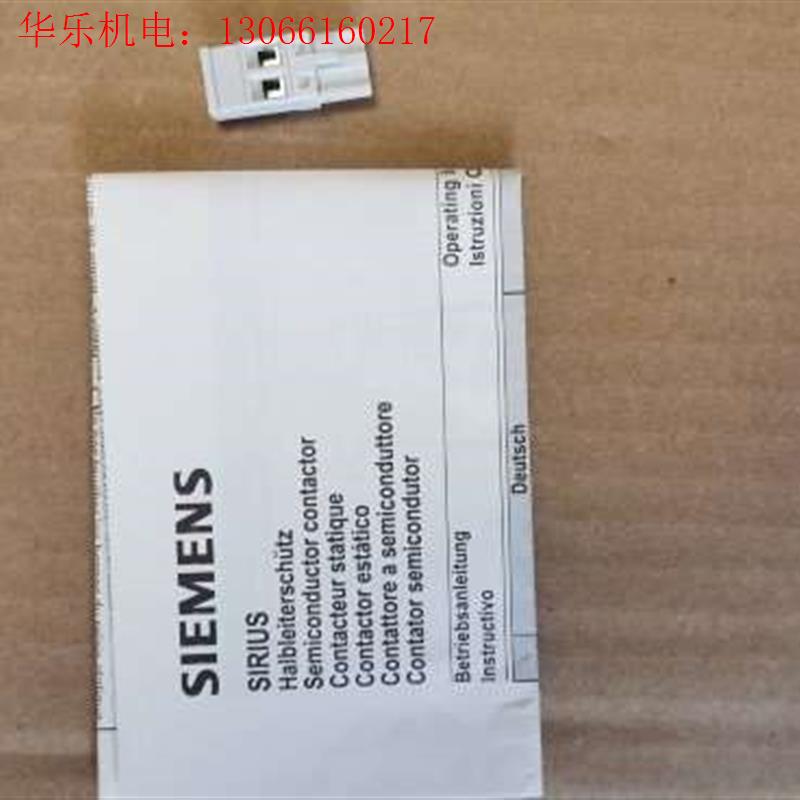 华乐机电：13066160217
SIEMENS
SIRIUS
Halbleiterschütz
Semiconductor contactor
Contacteur statique
Contactor estático
Contattore a semiconduttore
Contator semicondutor
Betriebsanleitung Operating
Instructivo Istruzioni
Deutsch